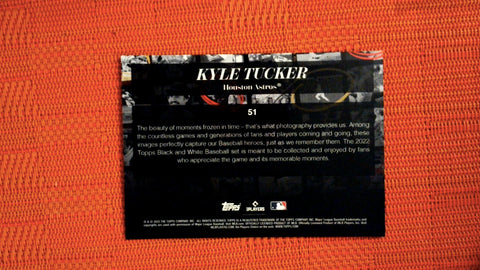 KYLE TUCKER
Houston Astros®
51
The beauty of moments frozen in time - that's what photography provides us. Among
the countless games and generations of fans and players coming and going, these
images perfectly capture our Baseball heroes, just as we remember them. The 2022
Topps Black and White Baseball set is meant to be collected and enjoyed by fans
who appreciate the game and its memorable moments.
Topps
PLAYERS